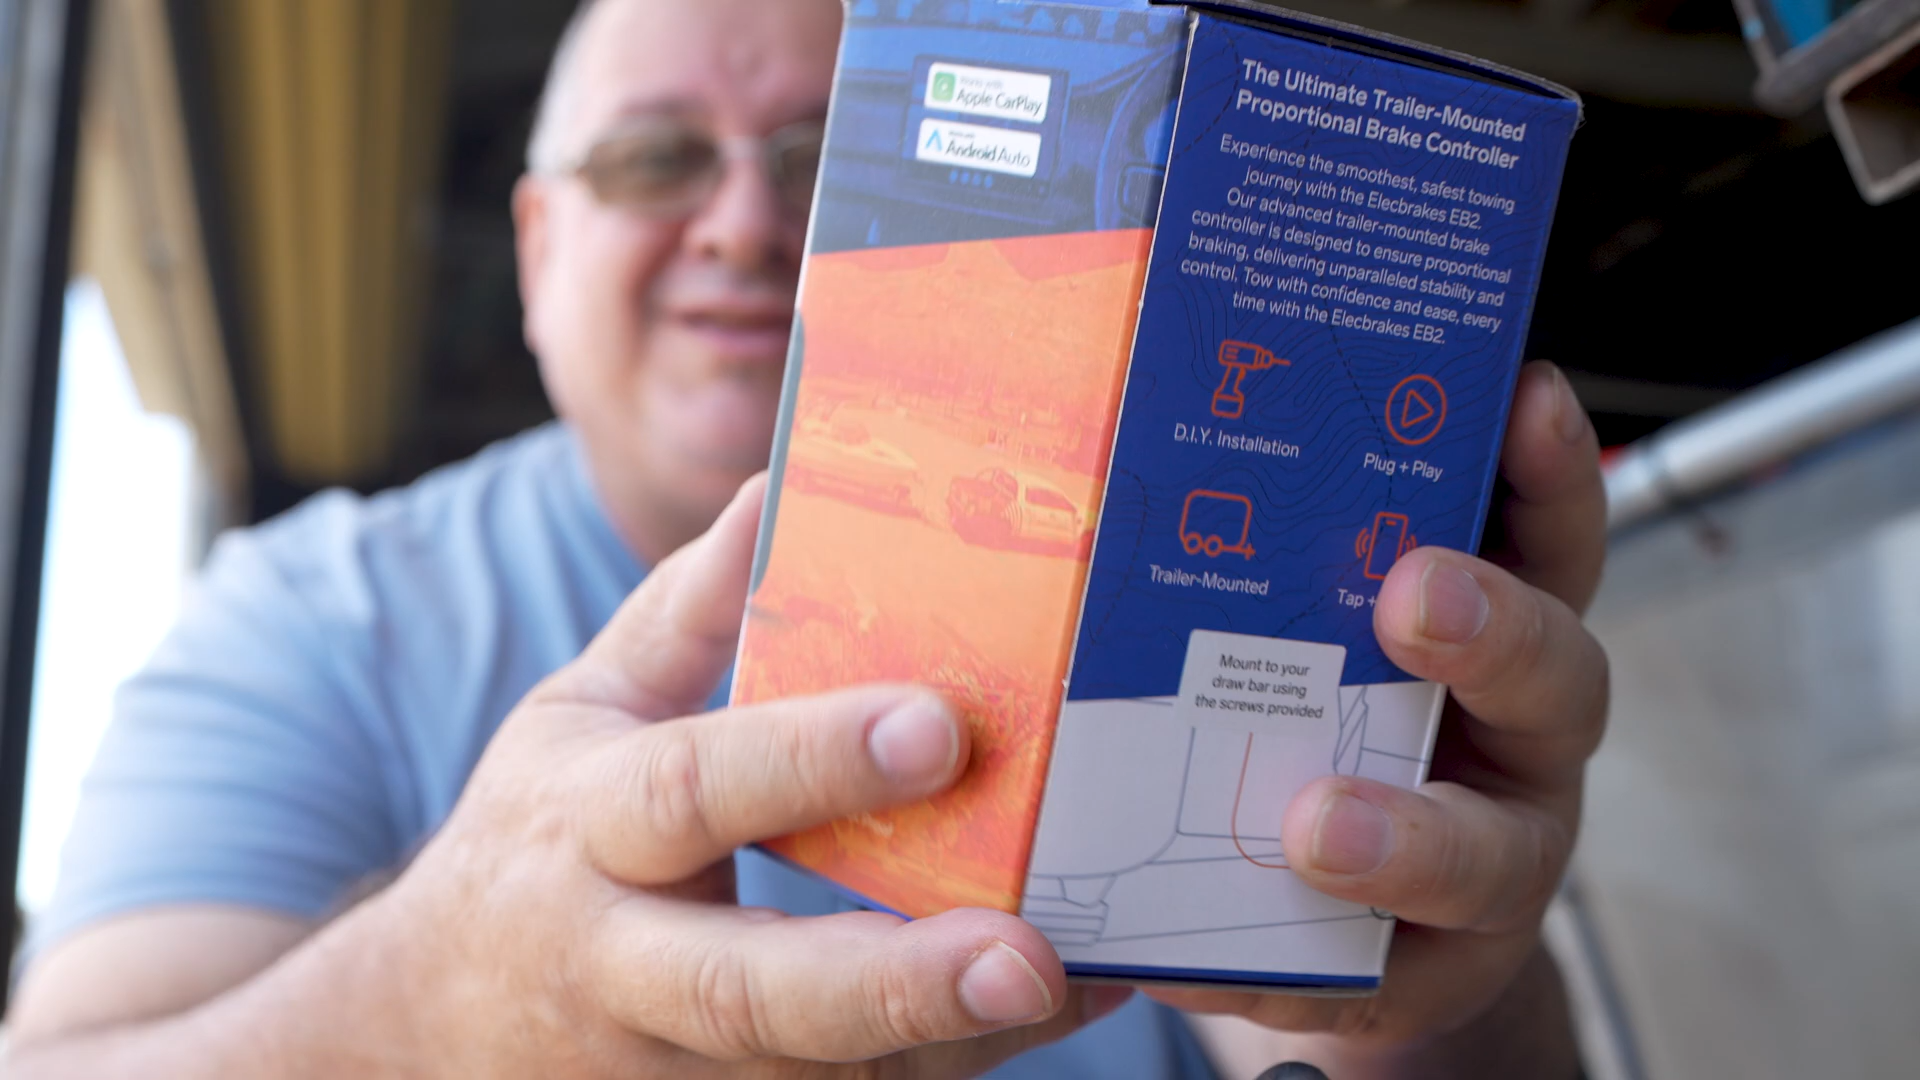 Works with
Apple CarPlay
Android Auto
The Ultimate Trailer-Mounted
Proportional Brake Controller
Experience the smoothest, safest towing
journey with the Elecbrakes EB2.
Our advanced trailer-mounted brake
controller is designed to ensure proportional
braking, delivering unparalleled stability and
control. Tow with confidence and ease, every
time with the Elecbrakes EB2.
D.I.Y. Installation
Plug + Play
Trailer-Mounted
Tap +
Mount to your
draw bar using
the screws provided